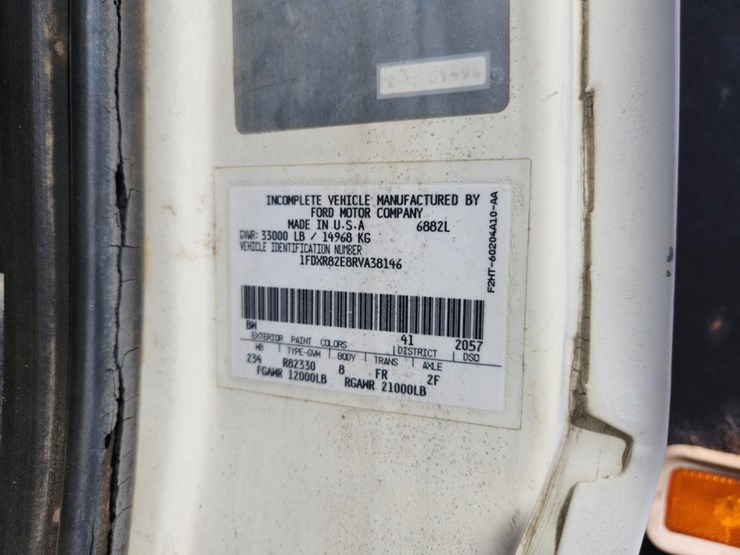 INCOMPLETE VEHICLE MANUFACTURED BY
FORD MOTOR COMPANY
MADE IN U.S.A 6882L
GVWR: 33000 LB / 14968 KG
VEHICLE IDENTIFICATION NUMBER
1FDXR82E8RVA38146
F2HT-60204A10-AA
BW 41 2057
EXTERIOR PAINT COLORS DISTRICT DSO
WB TYPE-GVW BODY TRANS AXLE
234 R82330 8 FR 2F
FGAWR 12000LB RGAWR 21000LB